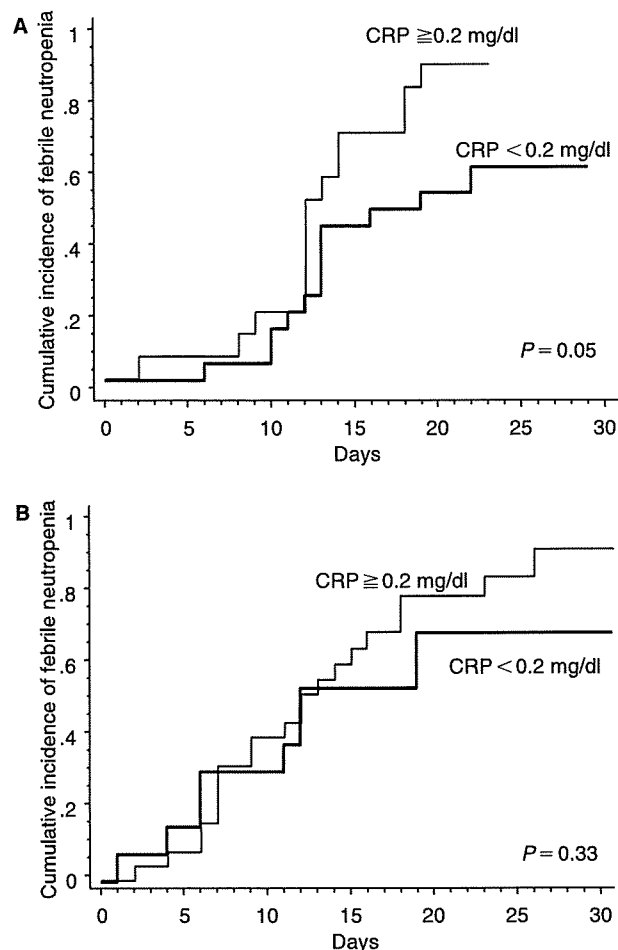 A
Cumulative incidence of febrile neutropenia
1
.8
.6
.4
.2
0
CRP ≧0.2 mg/dl
CRP <0.2 mg/dl
P = 0.05
0 5 10 15 20 25 30
Days
B
Cumulative incidence of febrile neutropenia
1
.8
.6
.4
.2
0
CRP ≧ 0.2 mg/dl
CRP < 0.2 mg/dl
P = 0.33
0 5 10 15 20 25 30
Days